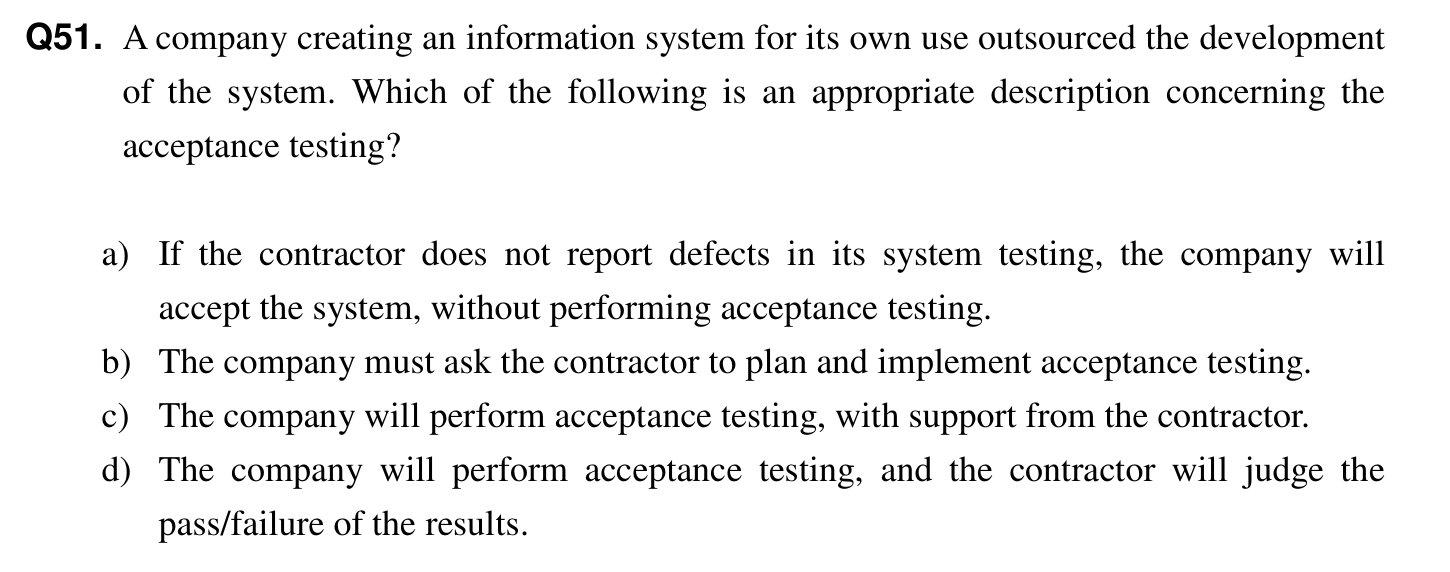 Q51. A company creating an information system for its own use outsourced the development
of the system. Which of the following is an appropriate description concerning the
acceptance testing?
a) If the contractor does not report defects in its system testing, the company will
accept the system, without performing acceptance testing.
b) The company must ask the contractor to plan and implement acceptance testing.
c) The company will perform acceptance testing, with support from the contractor.
d) The company will perform acceptance testing, and the contractor will judge the
pass/failure of the results.